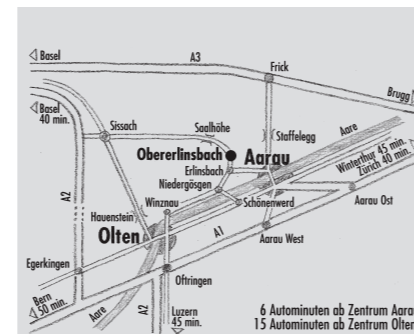 Basel
A3
Frick
Brugg
Basel
40 min.
Sissach
Saalhöhe
Staffelegg
Aare
Obererlinsbach
Aarau
Erlinsbach
Winterthur 45 min.
Zürich 40 min.
Niedergösgen
A2
Winznau
Schönenwerd
Aarau Ost
Hauenstein
Olten
A1
Aarau West
Egerkingen
Oftringen
Bern
50 min.
A2
Luzern
45 min.
Aare
6 Autominuten ab Zentrum Aarau
15 Autominuten ab Zentrum Olten